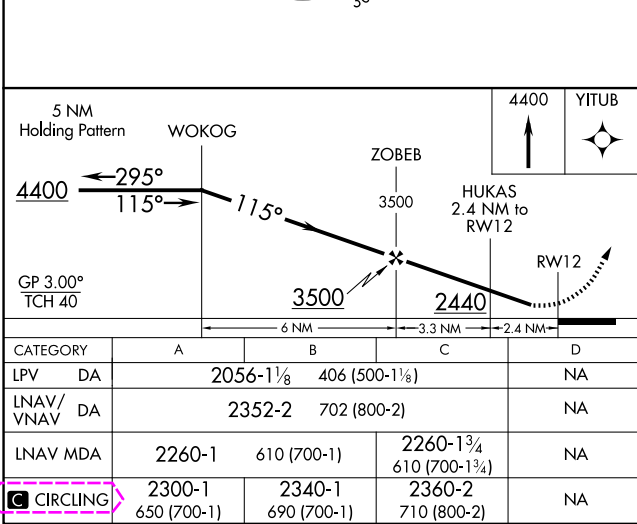 3°
5 NM
Holding Pattern
WOKOG
4400
YITUB
ZOBEB
3500
HUKAS
2.4 NM to
RW12
RW12
4400
295°
115°
115°
GP 3.00°
TCH 40
3500
2440
6 NM
3.3 NM
2.4 NM
CATEGORY A B C D
LPV DA 2056-1⅛ 406 (500-1⅛) NA
LNAV/
VNAV DA 2352-2 702 (800-2) NA
LNAV MDA 2260-1 610 (700-1) 2260-1¾
610 (700-1¾) NA
C CIRCLING 2300-1 2340-1 2360-2 NA
650 (700-1) 690 (700-1) 710 (800-2)